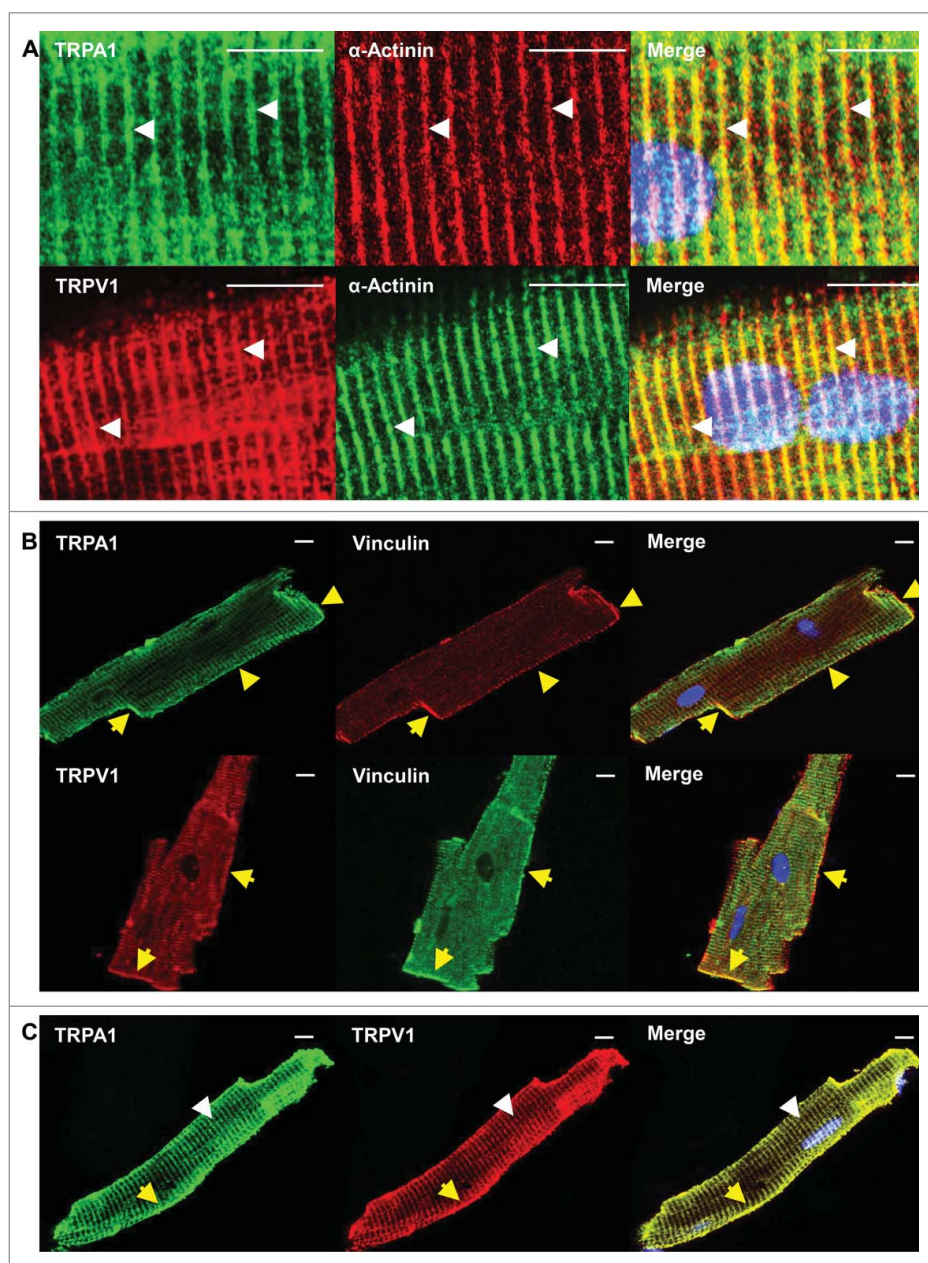 A
TRPA1 α-Actinin Merge
TRPV1 α-Actinin Merge
B
TRPA1 Vinculin Merge
TRPV1 Vinculin Merge
C
TRPA1 TRPV1 Merge